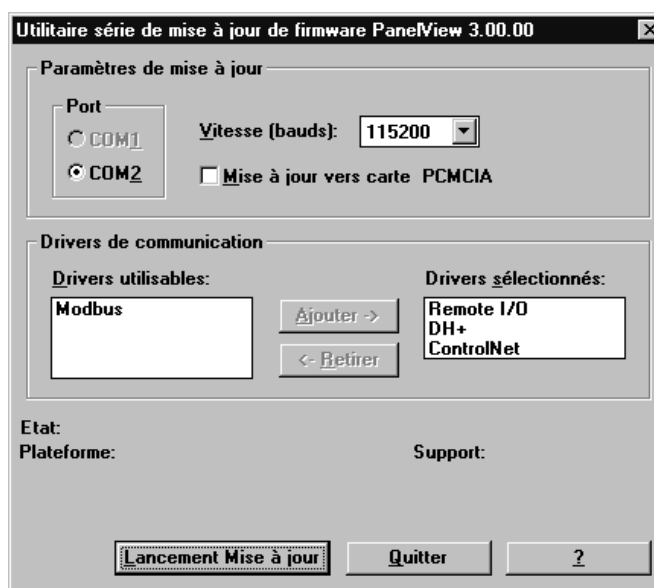 Utilitaire série de mise à jour de firmware PanelView 3.00.00
Paramètres de mise à jour
Port
COM1
COM2
Vitesse (bauds):
115200
Mise à jour vers carte PCMCIA
Drivers de communication
Drivers utilisables:
Modbus
Ajouter ->
<- Retirer
Drivers sélectionnés:
Remote I/O
DH+
ControlNet
Etat:
Plateforme:
Support:
Lancement Mise à jour
Quitter
?